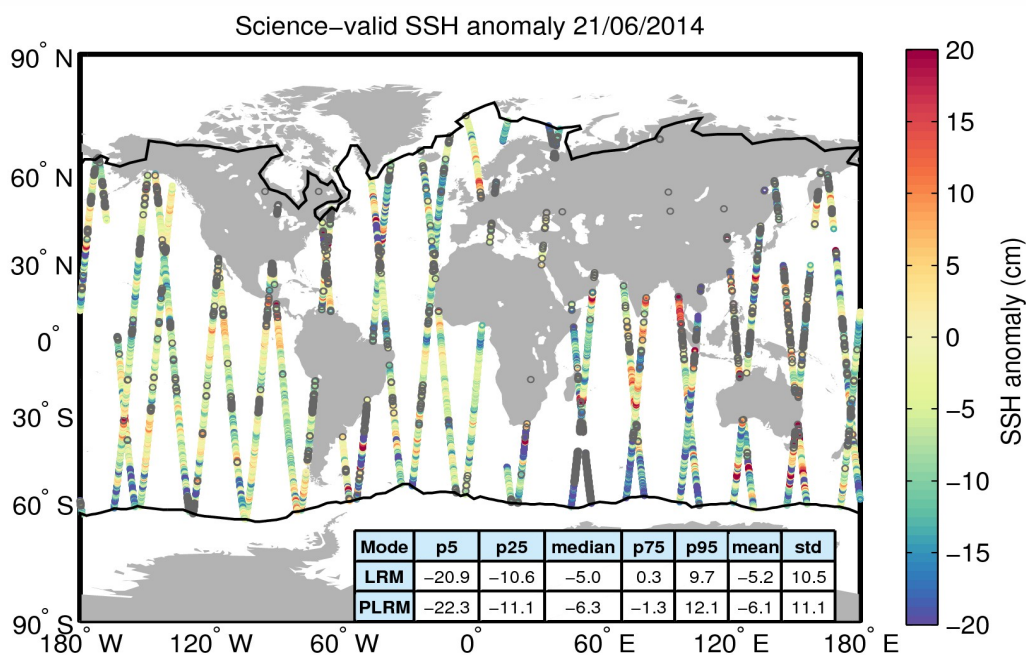 Science−valid SSH anomaly 21/06/2014
90° N
60° N
30° N
0°
30° S
60° S
90° S
180° W
120° W
60° W
0°
60° E
120° E
180° E
20
15
10
5
0
−5
−10
−15
−20
SSH anomaly (cm)
Mode p5 p25 median p75 p95 mean std
LRM −20.9 −10.6 −5.0 0.3 9.7 −5.2 10.5
PLRM −22.3 −11.1 −6.3 −1.3 12.1 −6.1 11.1